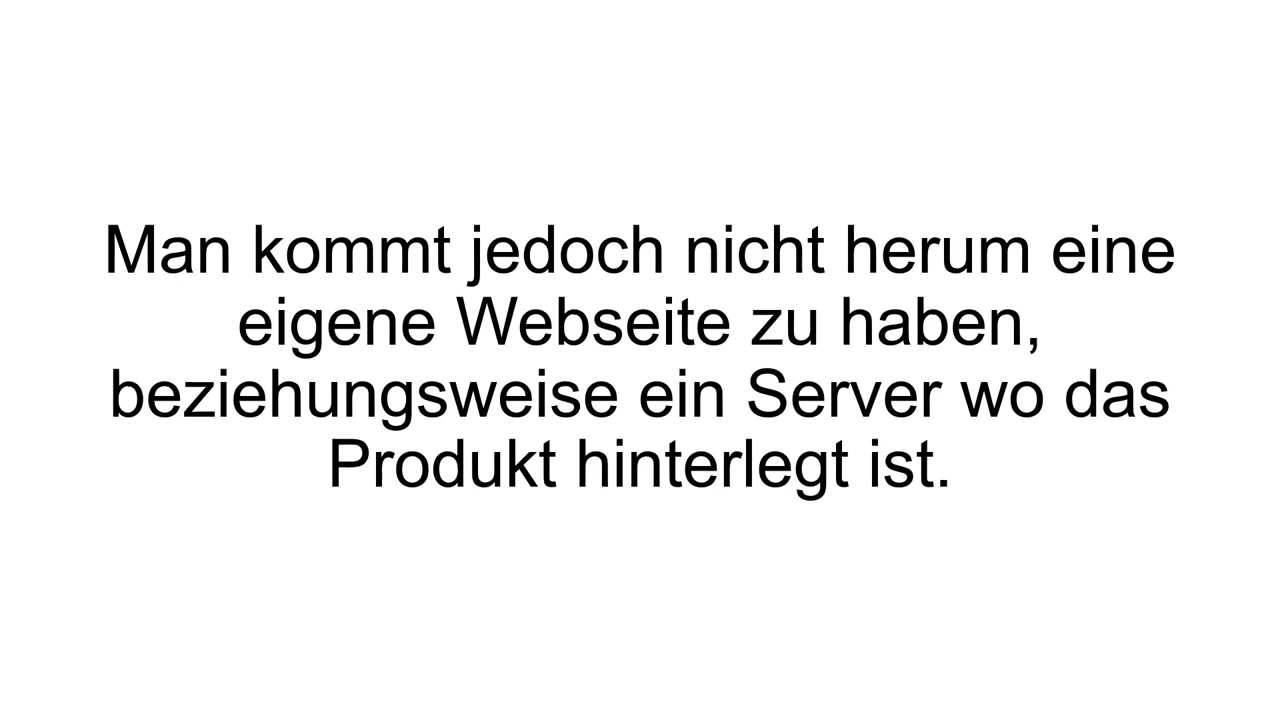 Man kommt jedoch nicht herum eine
eigene Webseite zu haben,
beziehungsweise ein Server wo das
Produkt hinterlegt ist.